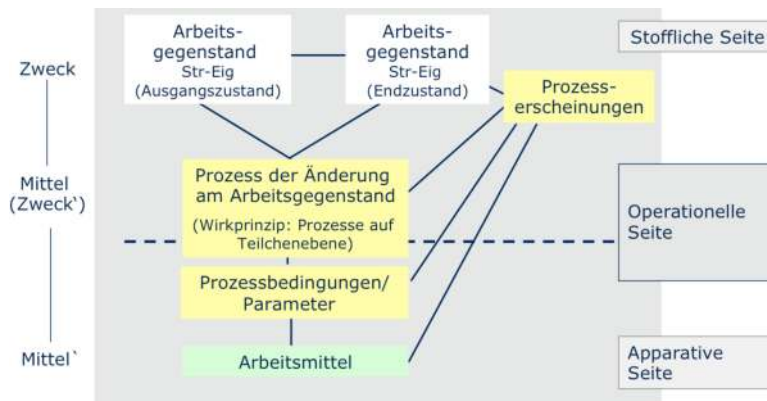 Zweck
Mittel
(Zweck`)
Mittel`
Arbeits-
gegenstand
Str-Eig
(Ausgangszustand)
Arbeits-
gegenstand
Str-Eig
(Endzustand)
Prozess-
erscheinungen
Prozess der Änderung
am Arbeitsgegenstand
(Wirkprinzip: Prozesse auf
Teilchenebene)
Prozessbedingungen/
Parameter
Arbeitsmittel
Stoffliche Seite
Operationelle
Seite
Apparative
Seite